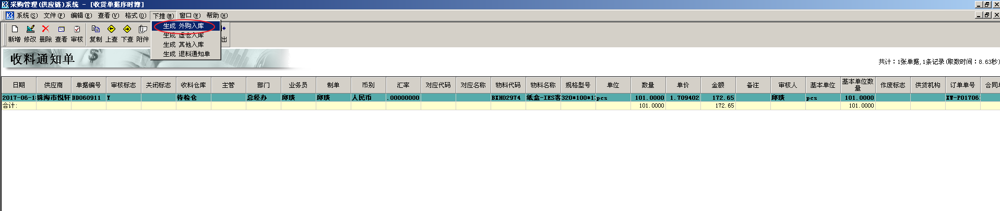 采购管理(供应链)系统 - [收货单据序时簿]
系统(S) 文件(F) 编辑(E) 查看(V) 格式(O) 下推(M) 窗口(W) 帮助(H)
生成 外购入库
生成 虚仓入库
生成 其他入库
生成 退料通知单
新增 修改 删除 查看 审核 复制 上查 下查 附件 出
收料通知单
共计：1张单据,1条记录(取数时间：8.63秒)
日期 供应商 单据编号 审核标志 关闭标志 收料仓库 主管 部门 业务员 制单 币别 汇率 对应代码 对应名称 物料代码 物料名称 规格型号 单位 数量 单价 金额 备注 审核人 基本单位 基本单位数量 作废标志 供货机构 订单单号 合同单
2017-06-18 珠海市悦轩 DD060911 Y 待检仓 总经办 邱琰 邱琰 人民币 .00000000 BXH02974 纸盒-IES客 320*100*1 pcs 101.0000 1.709402 172.65 邱琰 pcs 101.0000 XW-P01706
合计: 101.0000 172.65 101.0000